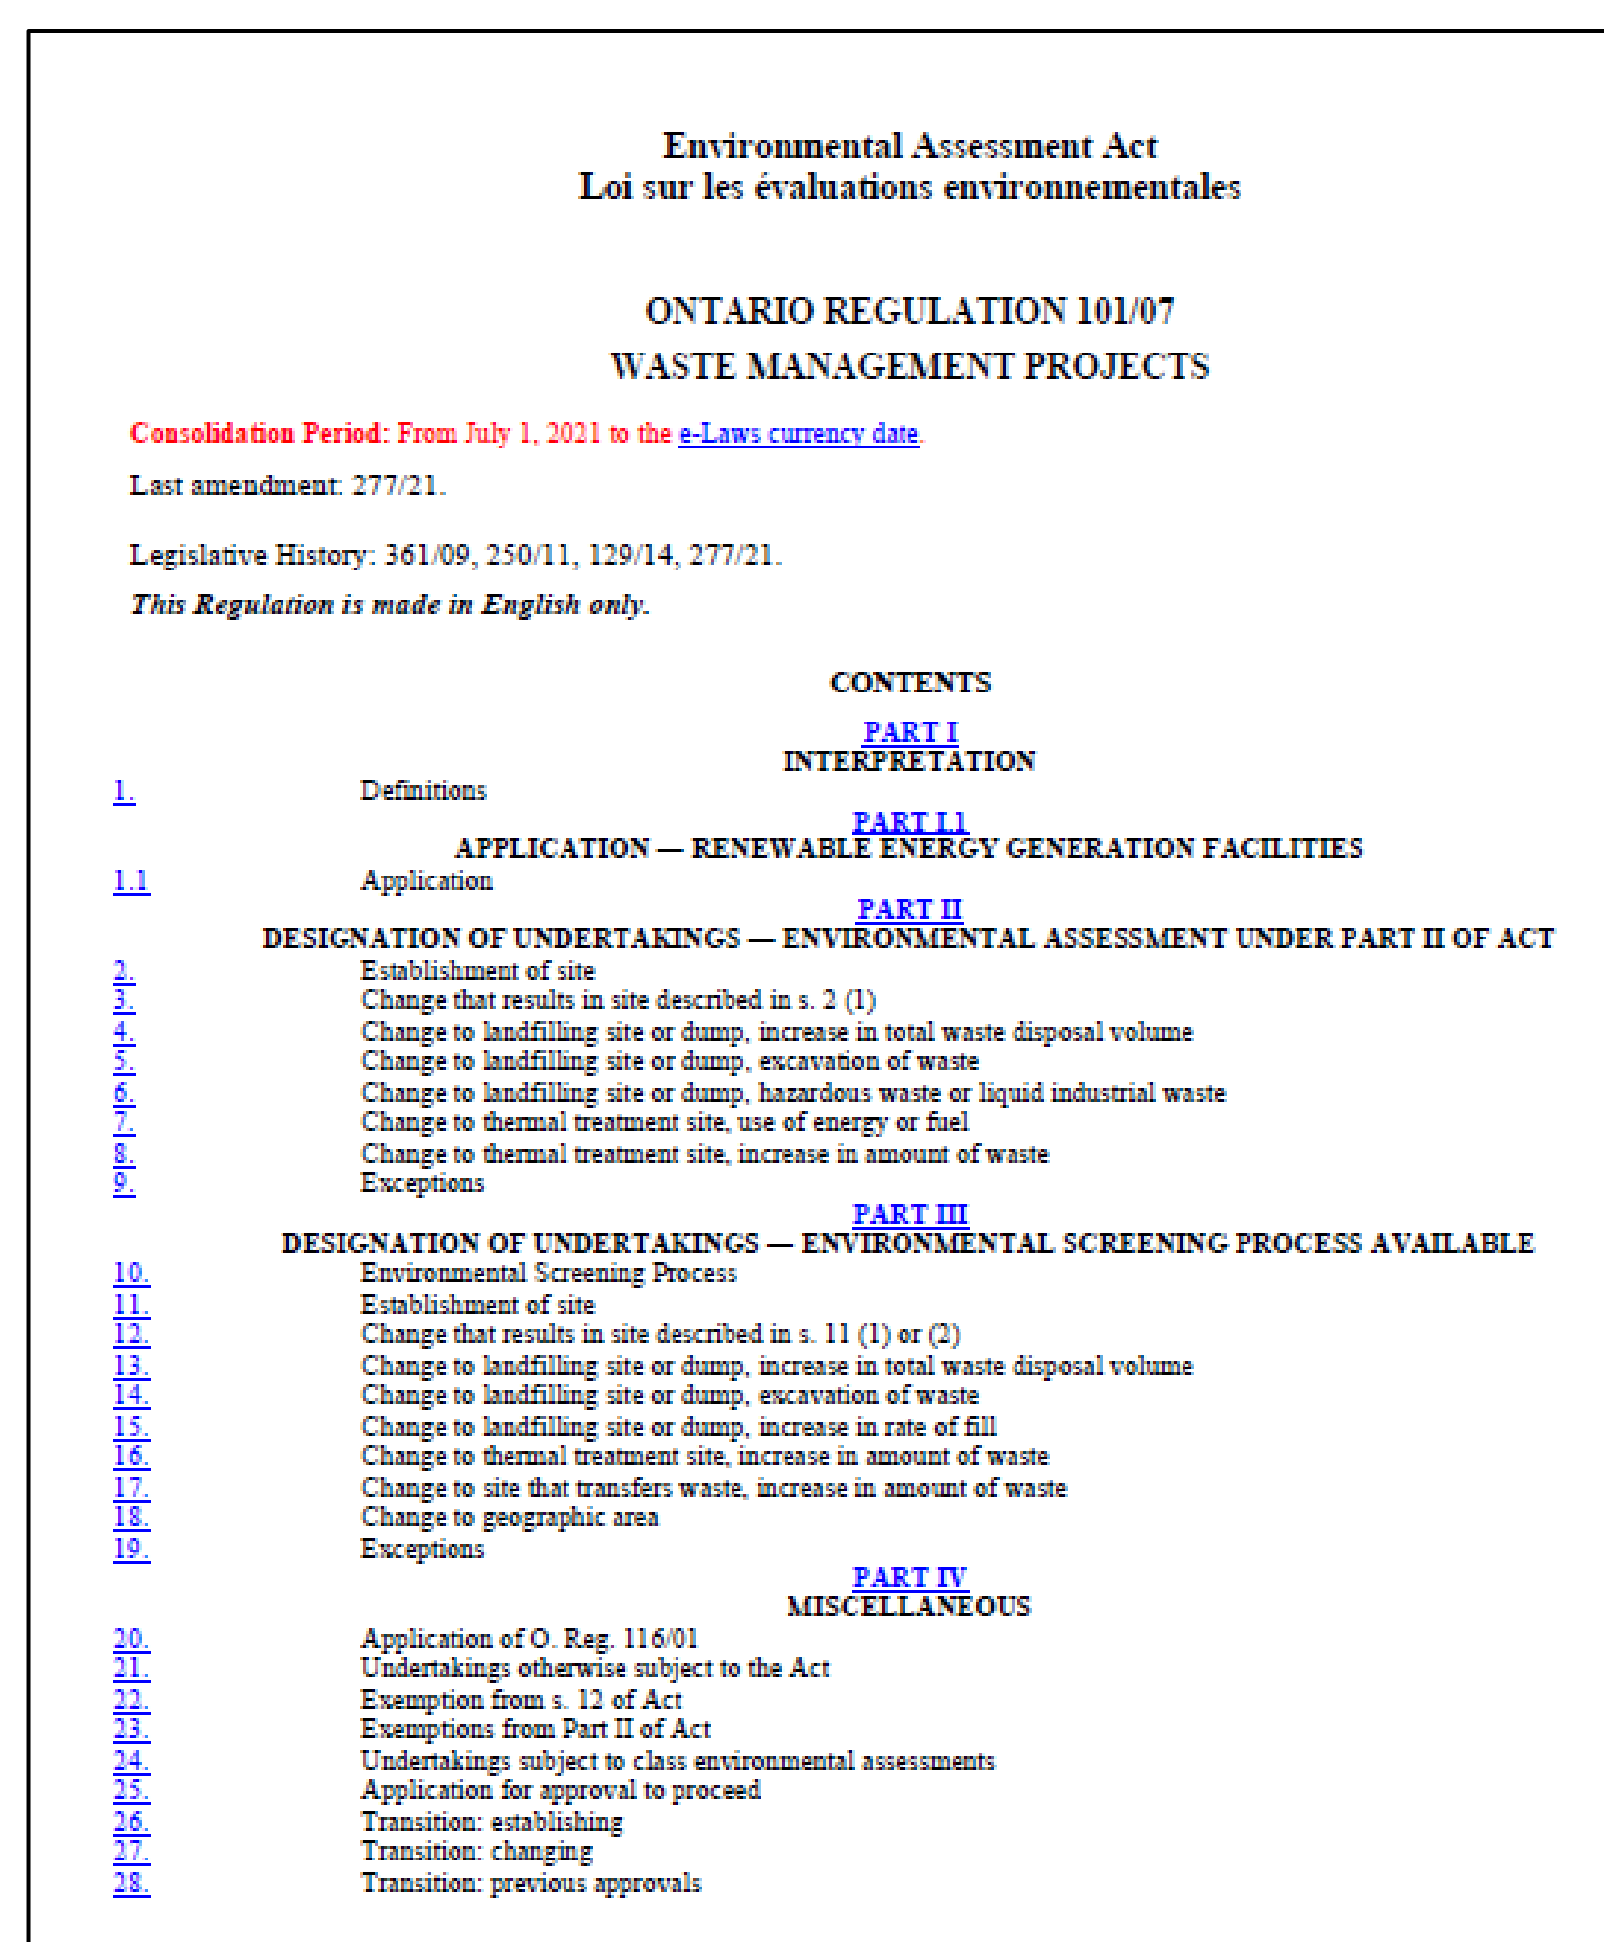 Environmental Assessment Act
Loi sur les évaluations environnementales
ONTARIO REGULATION 101/07
WASTE MANAGEMENT PROJECTS
Consolidation Period: From July 1, 2021 to the e-Laws currency date.
Last amendment: 277/21.
Legislative History: 361/09, 250/11, 129/14, 277/21.
This Regulation is made in English only.
CONTENTS
PART I
INTERPRETATION
1. Definitions
PART I.1
APPLICATION — RENEWABLE ENERGY GENERATION FACILITIES
1.1 Application
PART II
DESIGNATION OF UNDERTAKINGS — ENVIRONMENTAL ASSESSMENT UNDER PART II OF ACT
2. Establishment of site
3. Change that results in site described in s. 2 (1)
4. Change to landfilling site or dump, increase in total waste disposal volume
5. Change to landfilling site or dump, excavation of waste
6. Change to landfilling site or dump, hazardous waste or liquid industrial waste
7. Change to thermal treatment site, use of energy or fuel
8. Change to thermal treatment site, increase in amount of waste
9. Exceptions
PART III
DESIGNATION OF UNDERTAKINGS — ENVIRONMENTAL SCREENING PROCESS AVAILABLE
10. Environmental Screening Process
11. Establishment of site
12. Change that results in site described in s. 11 (1) or (2)
13. Change to landfilling site or dump, increase in total waste disposal volume
14. Change to landfilling site or dump, excavation of waste
15. Change to landfilling site or dump, increase in rate of fill
16. Change to thermal treatment site, increase in amount of waste
17. Change to site that transfers waste, increase in amount of waste
18. Change to geographic area
19. Exceptions
PART IV
MISCELLANEOUS
20. Application of O. Reg. 116/01
21. Undertakings otherwise subject to the Act
22. Exemption from s. 12 of Act
23. Exemptions from Part II of Act
24. Undertakings subject to class environmental assessments
25. Application for approval to proceed
26. Transition: establishing
27. Transition: changing
28. Transition: previous approvals